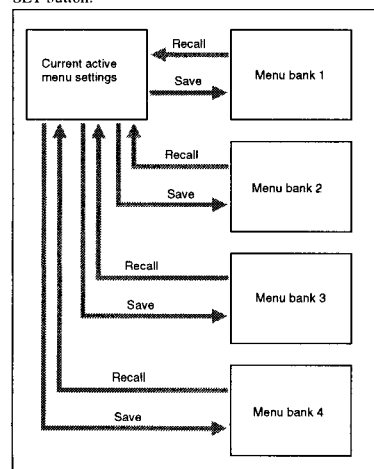 SET button.
Recall
Current active
menu settings
Menu bank 1
Save
Recall
Menu bank 2
Save
Recall
Menu bank 3
Save
Recall
Menu bank 4
Save